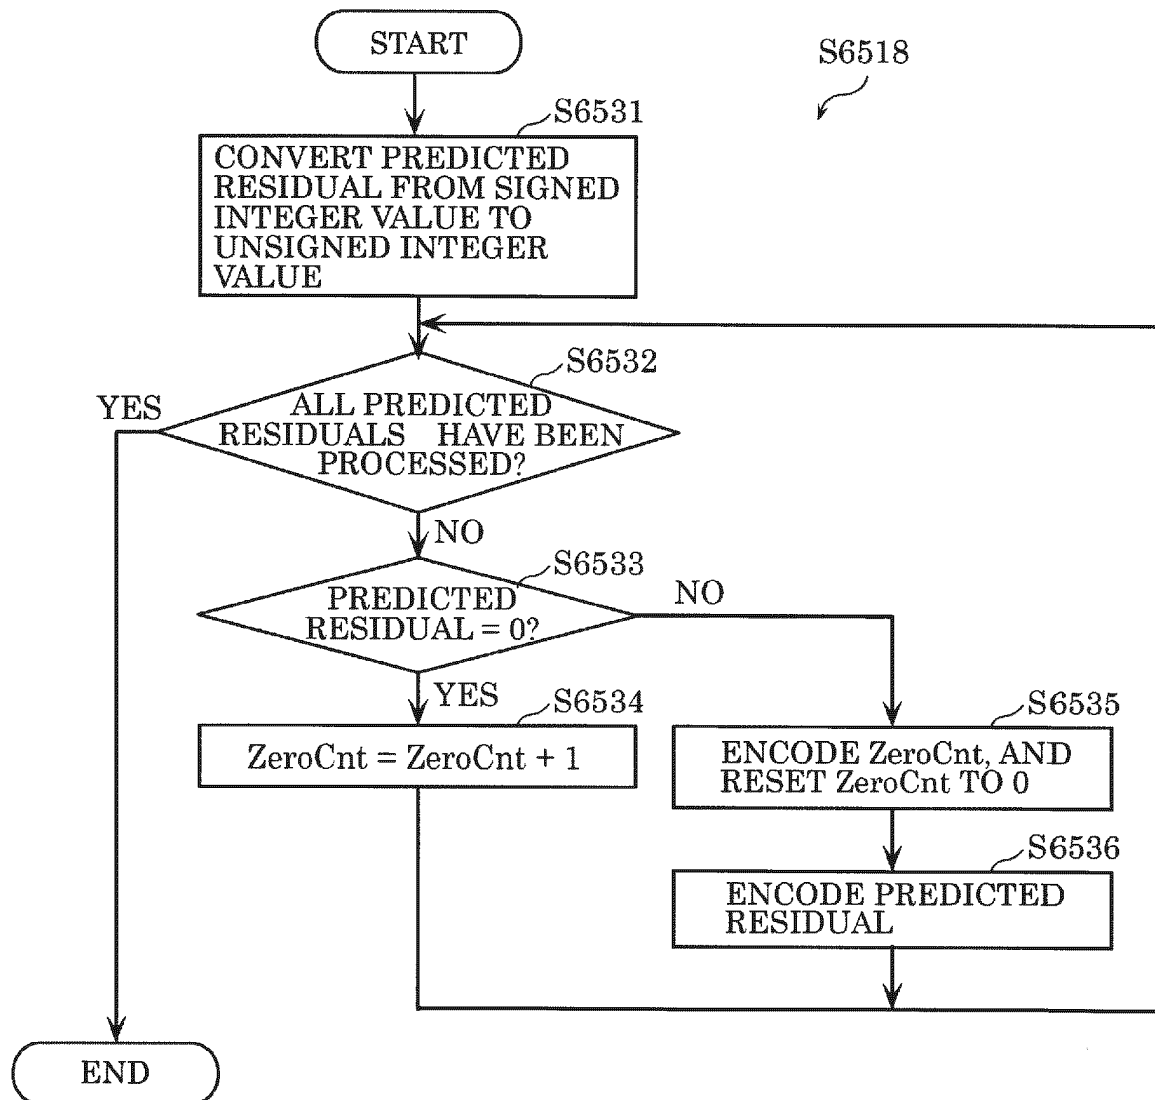 START
S6518
S6531
CONVERT PREDICTED
RESIDUAL FROM SIGNED
INTEGER VALUE TO
UNSIGNED INTEGER
VALUE
S6532
YES
ALL PREDICTED
RESIDUALS HAVE BEEN
PROCESSED?
NO
S6533
NO
PREDICTED
RESIDUAL = 0?
YES
S6534
ZeroCnt = ZeroCnt + 1
S6535
ENCODE ZeroCnt, AND
RESET ZeroCnt TO 0
S6536
ENCODE PREDICTED
RESIDUAL
END